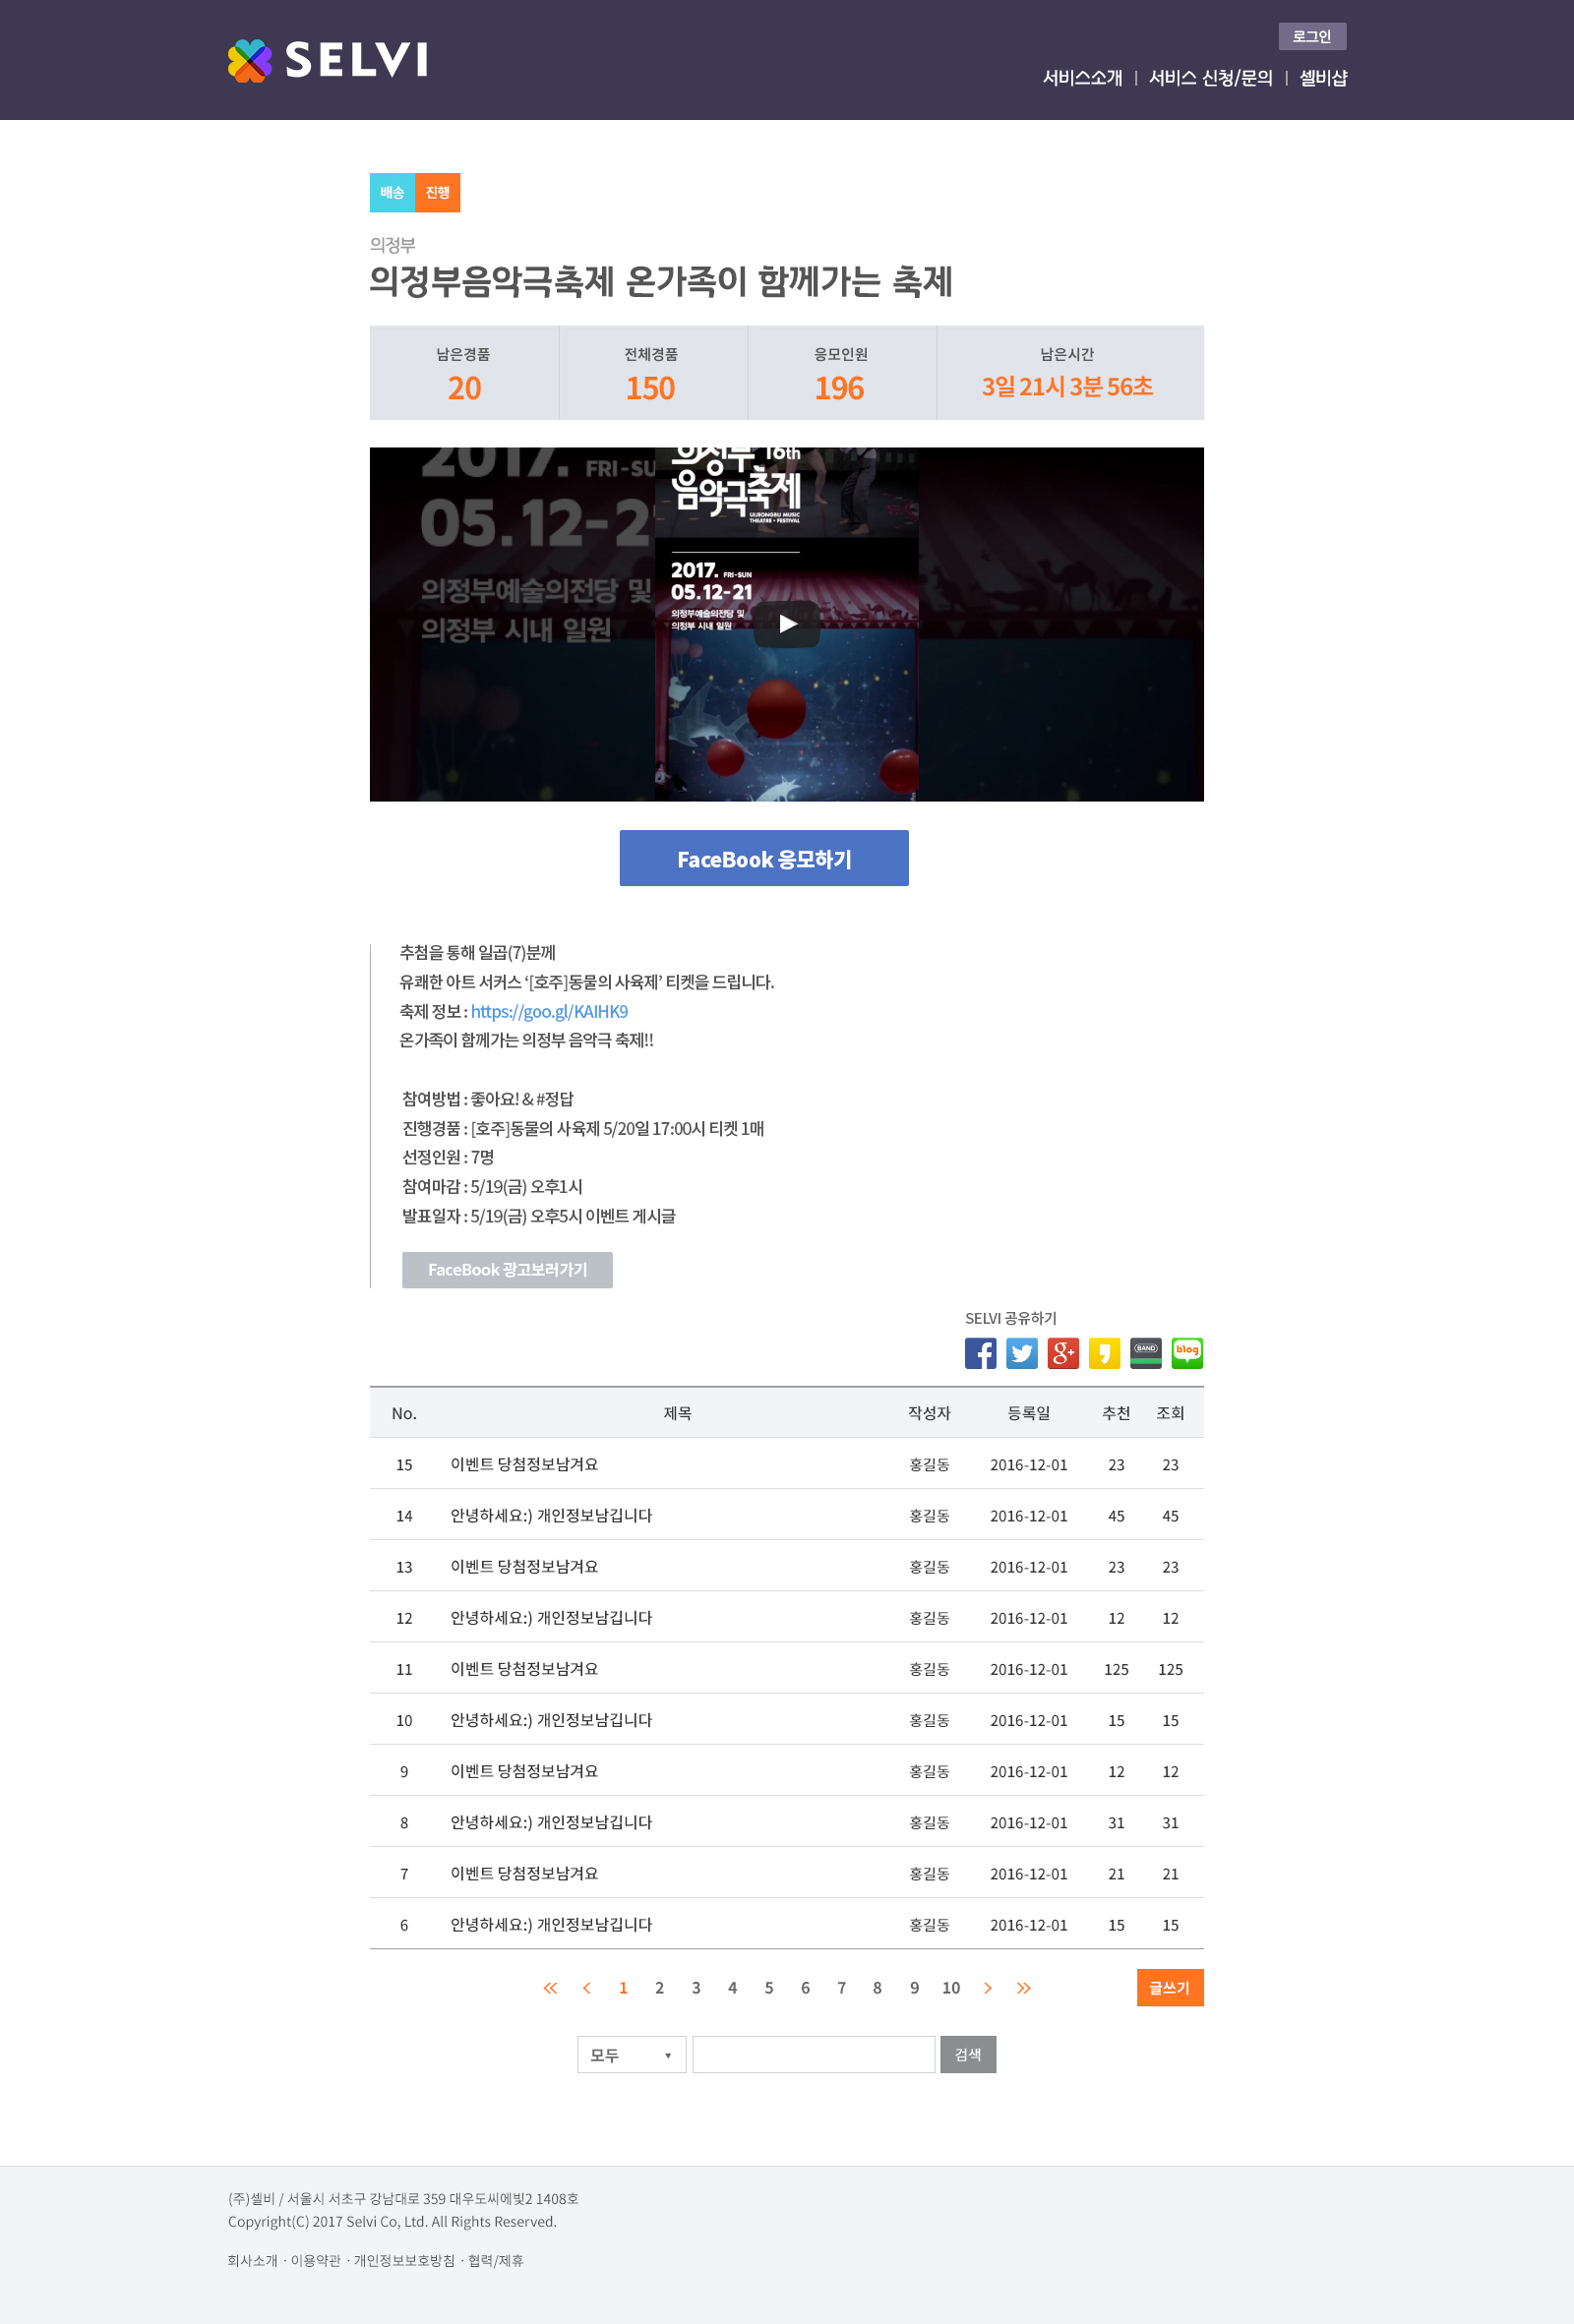 SELVI
로그인
서비스소개 | 서비스 신청/문의 | 셀비샵
배송 진행
의정부
의정부음악극축제 온가족이 함께가는 축제
남은경품 전체경품 응모인원 남은시간
20 150 196 3일 21시 3분 56초
2017. FRI-SUN
05.12-2
의정부예술의전당 및
의정부 시내 일원
의정부 16th
음악극축제
UIJEONGBU MUSIC
THEATRE • FESTIVAL
2017. FRI-SUN
05.12-21
의정부예술의전당 및
의정부 시내 일원
FaceBook 응모하기
추첨을 통해 일곱(7)분께
유쾌한 아트 서커스 ‘[호주]동물의 사육제’ 티켓을 드립니다.
축제 정보 : https://goo.gl/KAIHK9
온가족이 함께가는 의정부 음악극 축제!!
참여방법 : 좋아요! & #정답
진행경품 : [호주]동물의 사육제 5/20일 17:00시 티켓 1매
선정인원 : 7명
참여마감 : 5/19(금) 오후1시
발표일자 : 5/19(금) 오후5시 이벤트 게시글
FaceBook 광고보러가기
SELVI 공유하기
BAND blog
No. 제목 작성자 등록일 추천 조회
15 이벤트 당첨정보남겨요 홍길동 2016-12-01 23 23
14 안녕하세요:) 개인정보남깁니다 홍길동 2016-12-01 45 45
13 이벤트 당첨정보남겨요 홍길동 2016-12-01 23 23
12 안녕하세요:) 개인정보남깁니다 홍길동 2016-12-01 12 12
11 이벤트 당첨정보남겨요 홍길동 2016-12-01 125 125
10 안녕하세요:) 개인정보남깁니다 홍길동 2016-12-01 15 15
9 이벤트 당첨정보남겨요 홍길동 2016-12-01 12 12
8 안녕하세요:) 개인정보남깁니다 홍길동 2016-12-01 31 31
7 이벤트 당첨정보남겨요 홍길동 2016-12-01 21 21
6 안녕하세요:) 개인정보남깁니다 홍길동 2016-12-01 15 15
1 2 3 4 5 6 7 8 9 10 글쓰기
모두 검색
(주)셀비 / 서울시 서초구 강남대로 359 대우도씨에빛2 1408호
Copyright(C) 2017 Selvi Co, Ltd. All Rights Reserved.
회사소개 · 이용약관 · 개인정보보호방침 · 협력/제휴